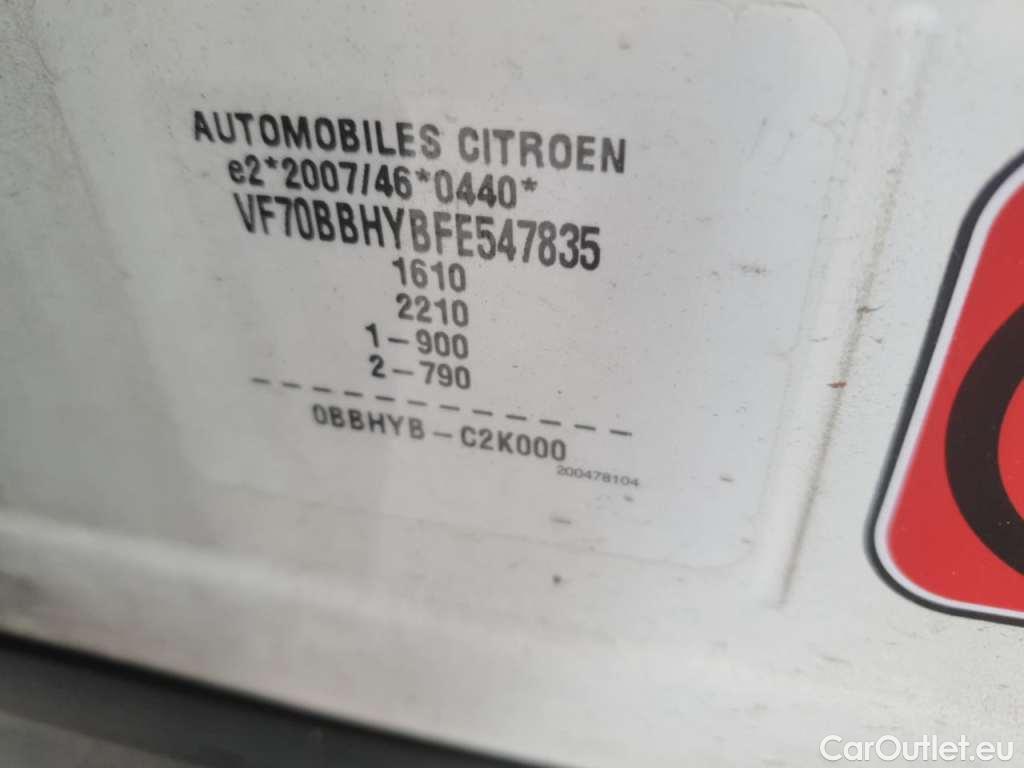 AUTOMOBILES CITROEN
e2*2007/46*0440*
VF70BBHYBFE547835
1610
2210
1-900
2-790
------------
0BBHYB-C2K000
200478104
CarOutlet.eu